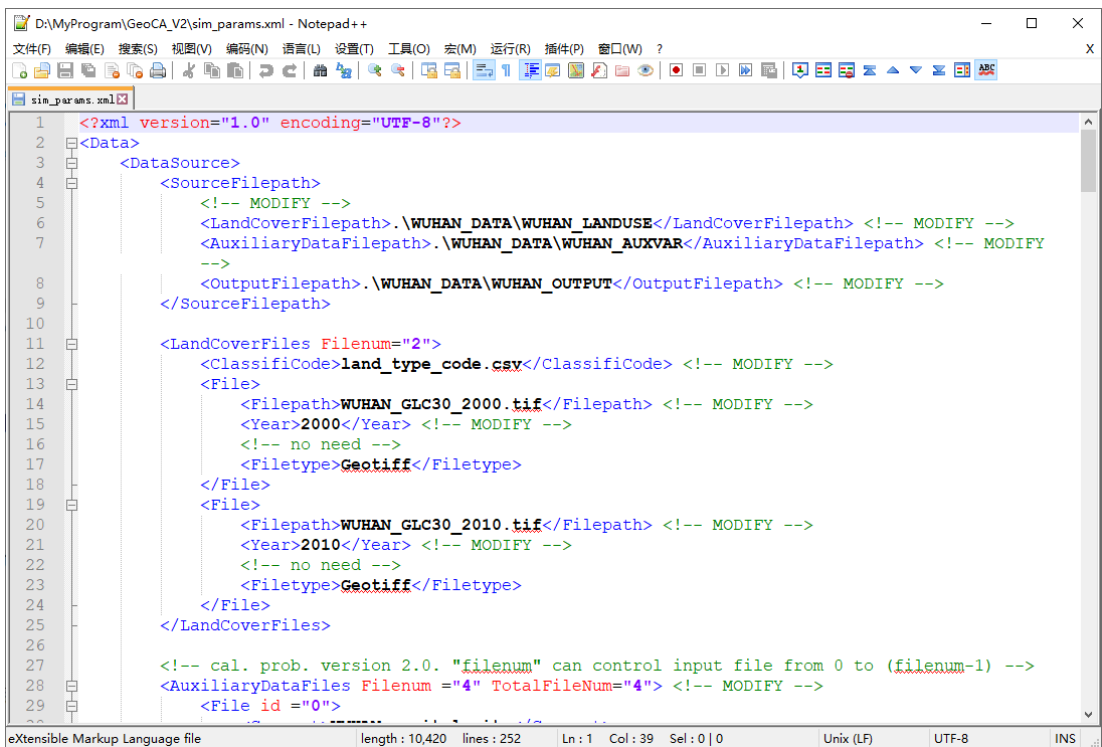 D:\MyProgram\GeoCA_V2\sim_params.xml - Notepad++
文件(F) 编辑(E) 搜索(S) 视图(V) 编码(N) 语言(L) 设置(T) 工具(O) 宏(M) 运行(R) 插件(P) 窗口(W) ? X
sim_params.xml
1 <?xml version="1.0" encoding="UTF-8"?>
2 <Data>
3 <DataSource>
4 <SourceFilepath>
5 <!-- MODIFY -->
6 <LandCoverFilepath>.\WUHAN_DATA\WUHAN_LANDUSE</LandCoverFilepath> <!-- MODIFY -->
7 <AuxiliaryDataFilepath>.\WUHAN_DATA\WUHAN_AUXVAR</AuxiliaryDataFilepath> <!-- MODIFY
-->
8 <OutputFilepath>.\WUHAN_DATA\WUHAN_OUTPUT</OutputFilepath> <!-- MODIFY -->
9 </SourceFilepath>
10
11 <LandCoverFiles Filenum="2">
12 <ClassifiCode>land_type_code.csv</ClassifiCode> <!-- MODIFY -->
13 <File>
14 <Filepath>WUHAN_GLC30_2000.tif</Filepath> <!-- MODIFY -->
15 <Year>2000</Year> <!-- MODIFY -->
16 <!-- no need -->
17 <Filetype>Geotiff</Filetype>
18 </File>
19 <File>
20 <Filepath>WUHAN_GLC30_2010.tif</Filepath> <!-- MODIFY -->
21 <Year>2010</Year> <!-- MODIFY -->
22 <!-- no need -->
23 <Filetype>Geotiff</Filetype>
24 </File>
25 </LandCoverFiles>
26
27 <!-- cal. prob. version 2.0. "filenum" can control input file from 0 to (filenum-1) -->
28 <AuxiliaryDataFiles Filenum ="4" TotalFileNum="4"> <!-- MODIFY -->
29 <File id ="0">
eXtensible Markup Language file length : 10,420 lines : 252 Ln : 1 Col : 39 Sel : 0 | 0 Unix (LF) UTF-8 INS